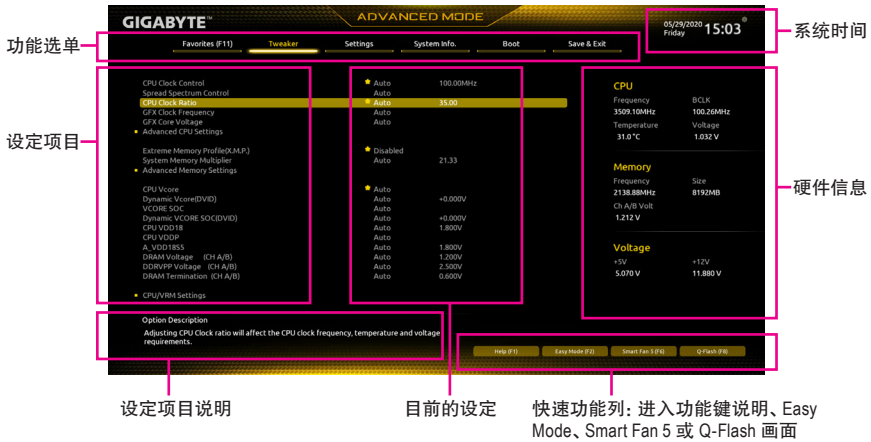 GIGABYTE™
ADVANCED MODE
05/29/2020
Friday
15:03
系统时间
功能选单
Favorites (F11) Tweaker Settings System Info. Boot Save & Exit
设定项目
CPU Clock Control Auto 100.00MHz
Spread Spectrum Control Auto
CPU Clock Ratio Auto 35.00
GFX Clock Frequency Auto
GFX Core Voltage Auto
Advanced CPU Settings
Extreme Memory Profile(X.M.P.) Disabled
System Memory Multiplier Auto 21.33
Advanced Memory Settings
CPU Vcore Auto
Dynamic Vcore(DVID) Auto +0.000V
VCORE SOC Auto
Dynamic VCORE SOC(DVID) Auto +0.000V
CPU VDD18 Auto 1.800V
CPU VDDP Auto
A_VDD18S5 Auto 1.800V
DRAM Voltage (CH A/B) Auto 1.200V
DDRVPP Voltage (CH A/B) Auto 2.500V
DRAM Termination (CH A/B) Auto 0.600V
CPU/VRM Settings
CPU
Frequency BCLK
3509.10MHz 100.26MHz
Temperature Voltage
31.0 °C 1.032 V
Memory
Frequency Size
2138.88MHz 8192MB
Ch A/B Volt
1.212 V
Voltage
+5V +12V
5.070 V 11.880 V
硬件信息
Option Description
Adjusting CPU Clock ratio will affect the CPU clock frequency, temperature and voltage
requirements.
Help (F1) Easy Mode (F2) Smart Fan 5 (F6) Q-Flash (F8)
设定项目说明
目前的设定
快速功能列: 进入功能键说明、Easy
Mode、Smart Fan 5 或 Q-Flash 画面